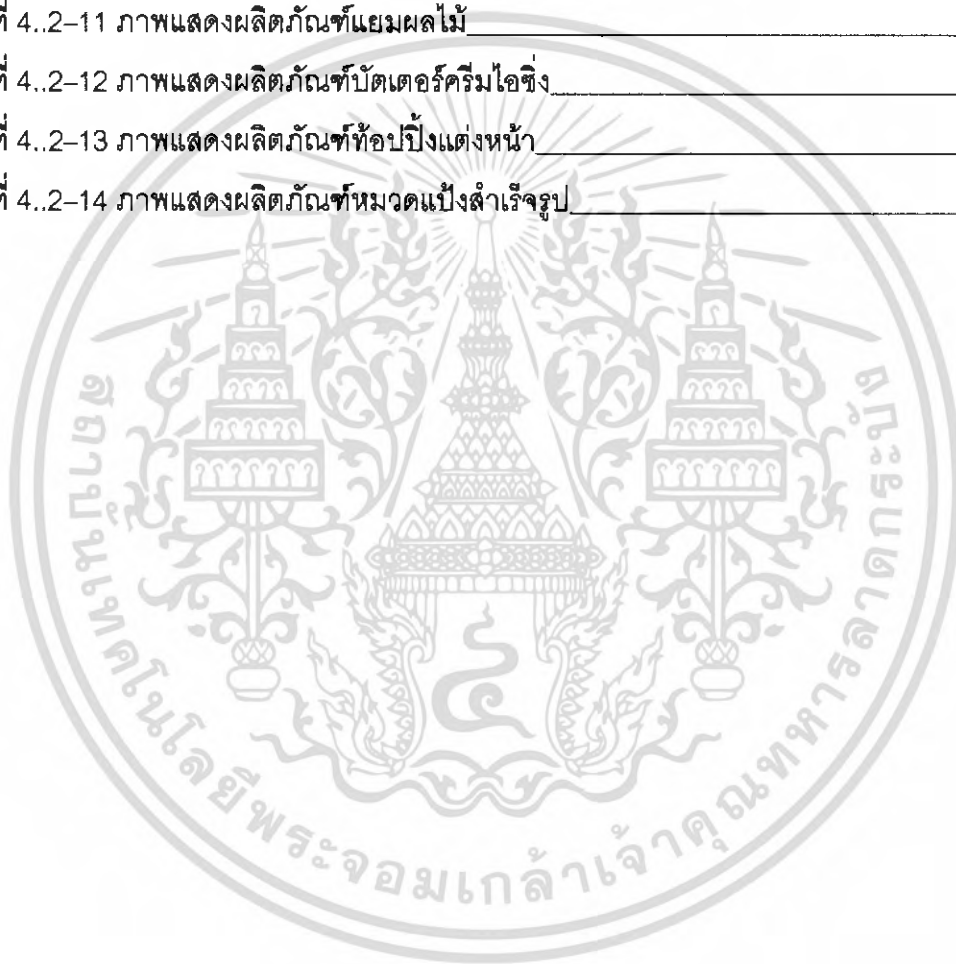 ที่ 4..2–11 ภาพแสดงผลิตภัณฑ์แยมผลไม้
ที่ 4..2–12 ภาพแสดงผลิตภัณฑ์บัตเตอร์ครีมไอซิ่ง
ที่ 4..2–13 ภาพแสดงผลิตภัณฑ์ท้อปปิ้งแต่งหน้า
ที่ 4..2–14 ภาพแสดงผลิตภัณฑ์หมวดแป้งสำเร็จรูป
สถาบันเทคโนโลยีพระจอมเกล้าเจ้าคุณทหารลาดกระบัง
๔